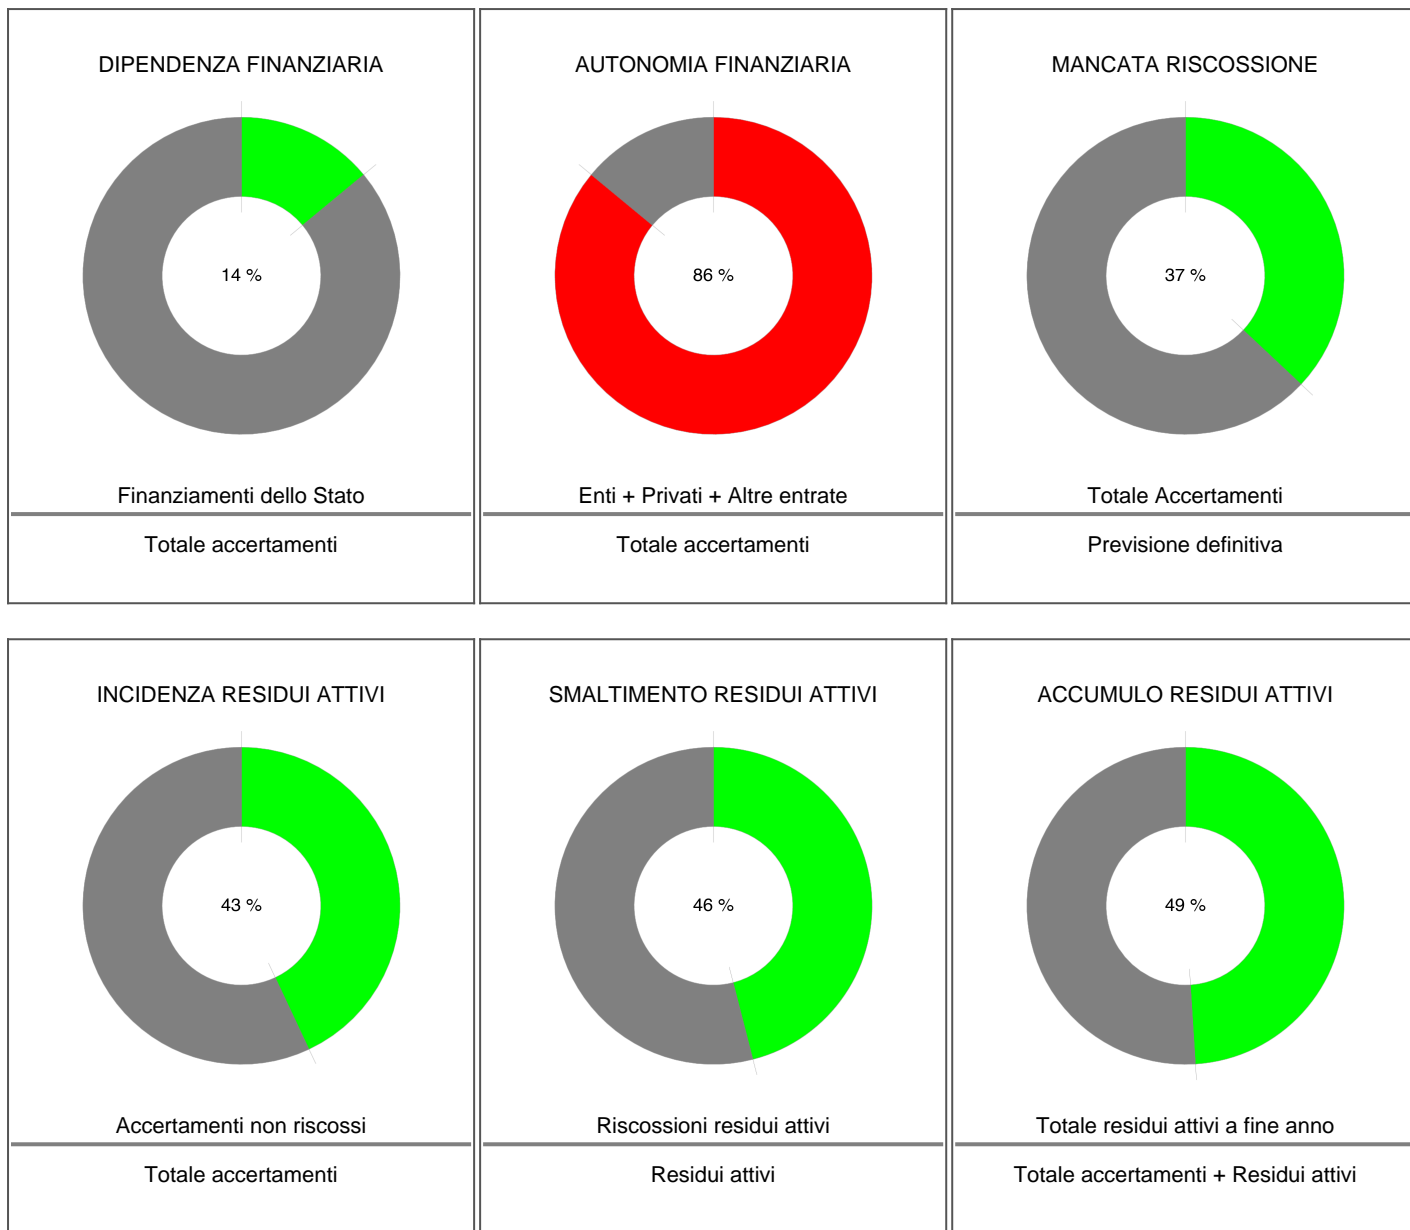 DIPENDENZA FINANZIARIA
14 %
Finanziamenti dello Stato
Totale accertamenti
AUTONOMIA FINANZIARIA
86 %
Enti + Privati + Altre entrate
Totale accertamenti
MANCATA RISCOSSIONE
37 %
Totale Accertamenti
Previsione definitiva
INCIDENZA RESIDUI ATTIVI
43 %
Accertamenti non riscossi
Totale accertamenti
SMALTIMENTO RESIDUI ATTIVI
46 %
Riscossioni residui attivi
Residui attivi
ACCUMULO RESIDUI ATTIVI
49 %
Totale residui attivi a fine anno
Totale accertamenti + Residui attivi